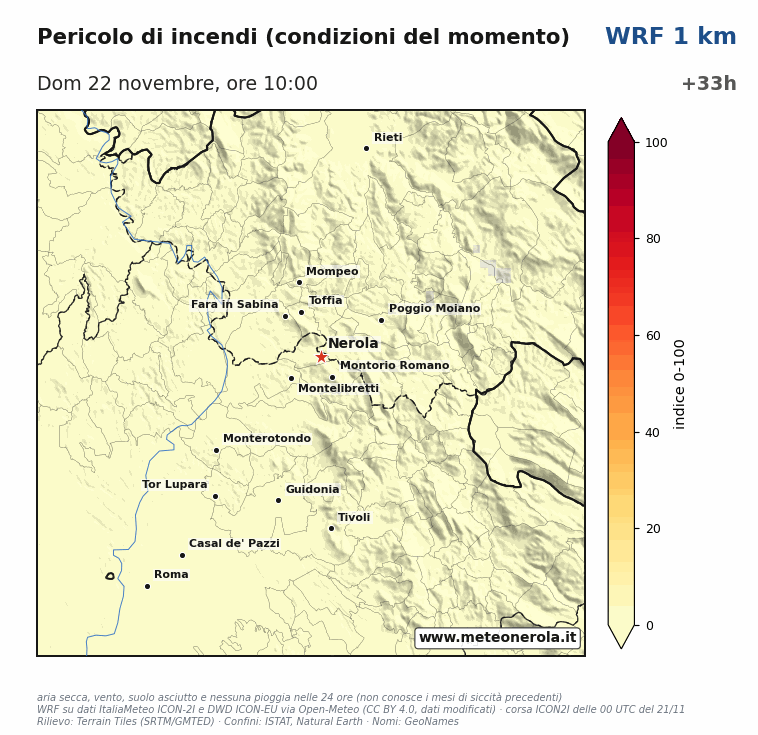 Pericolo di incendi (condizioni del momento)
WRF 1 km
Dom 22 novembre, ore 10:00
+33h
Rieti
Mompeo
Fara in Sabina
Toffia
Poggio Moiano
Nerola
Montorio Romano
Montelibretti
Monterotondo
Tor Lupara
Guidonia
Tivoli
Casal de' Pazzi
Roma
www.meteonerola.it
100
80
60
40
20
0
indice 0-100
aria secca, vento, suolo asciutto e nessuna pioggia nelle 24 ore (non conosce i mesi di siccità precedenti)
WRF su dati ItaliaMeteo ICON-2I e DWD ICON-EU via Open-Meteo (CC BY 4.0, dati modificati) · corsa ICON2I delle 00 UTC del 21/11
Rilievo: Terrain Tiles (SRTM/GMTED) · Confini: ISTAT, Natural Earth · Nomi: GeoNames